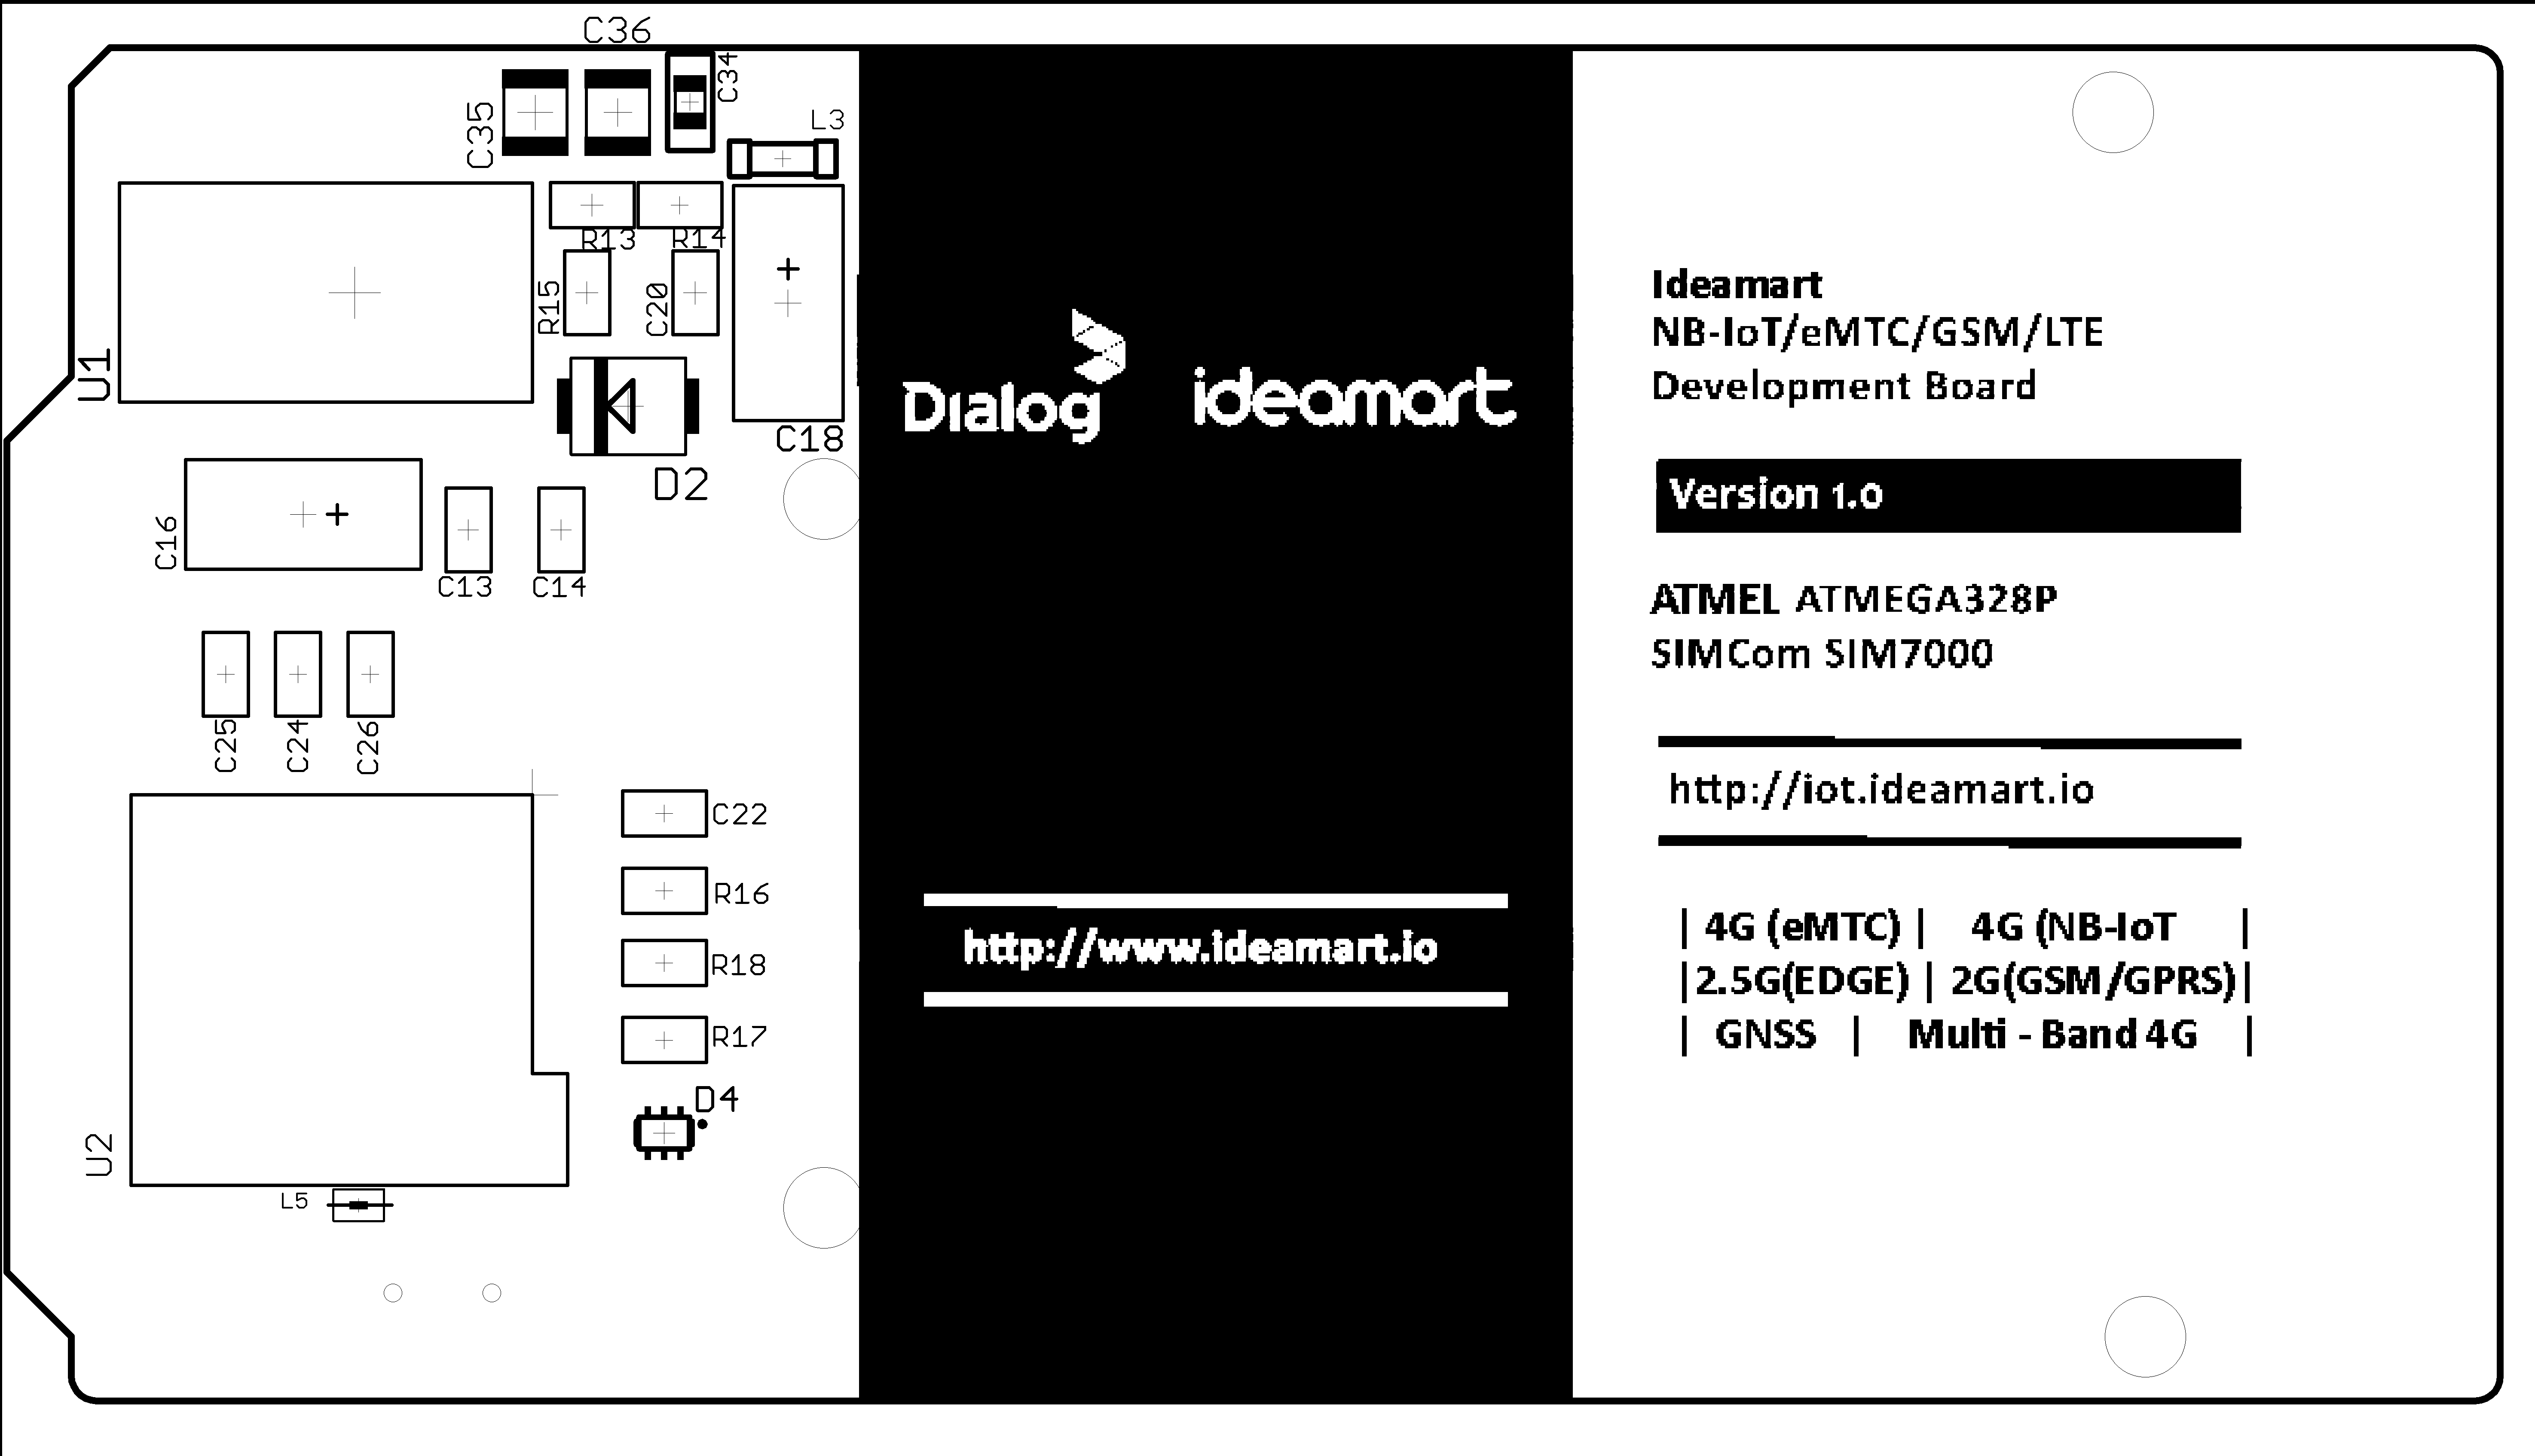 C36
C34
C35
L3
R13
R14
R15
C20
U1
C18
D2
C16
C13
C14
C25
C24
C26
C22
R16
R18
R17
D4
U2
L5
Dialog
ideamart
http://www.ideamart.io
Ideamart
NB-IoT/eMTC/GSM/LTE
Development Board
Version 1.0
ATMEL ATMEGA328P
SIMCom SIM7000
http://iot.ideamart.io
| 4G (eMTC) | 4G (NB-IoT |
|2.5G(EDGE) | 2G(GSM/GPRS)|
| GNSS | Multi - Band 4G |